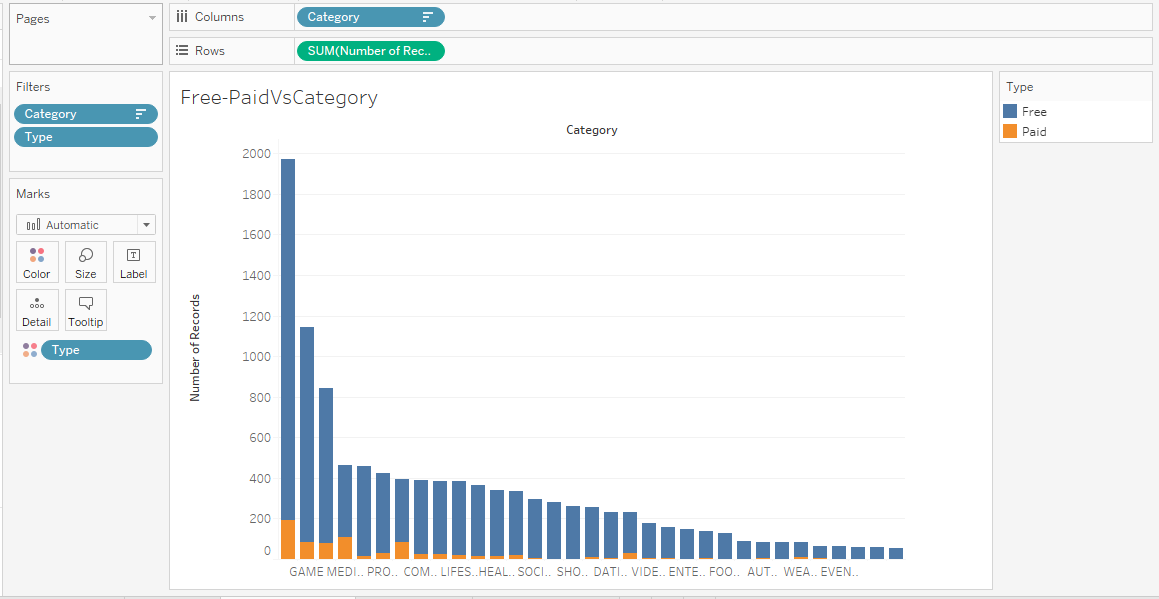 Pages
Columns
Category
Rows
SUM(Number of Rec..
Filters
Category
Type
Marks
Automatic
Color
Size
Label
Detail
Tooltip
Type
Free-PaidVsCategory
Category
2000
1800
1600
1400
1200
1000
800
600
400
200
0
Number of Records
GAME MEDI.. PRO.. COM.. LIFES.. HEAL.. SOCI.. SHO.. DATI.. VIDE.. ENTE.. FOO.. AUT.. WEA.. EVEN..
Type
Free
Paid